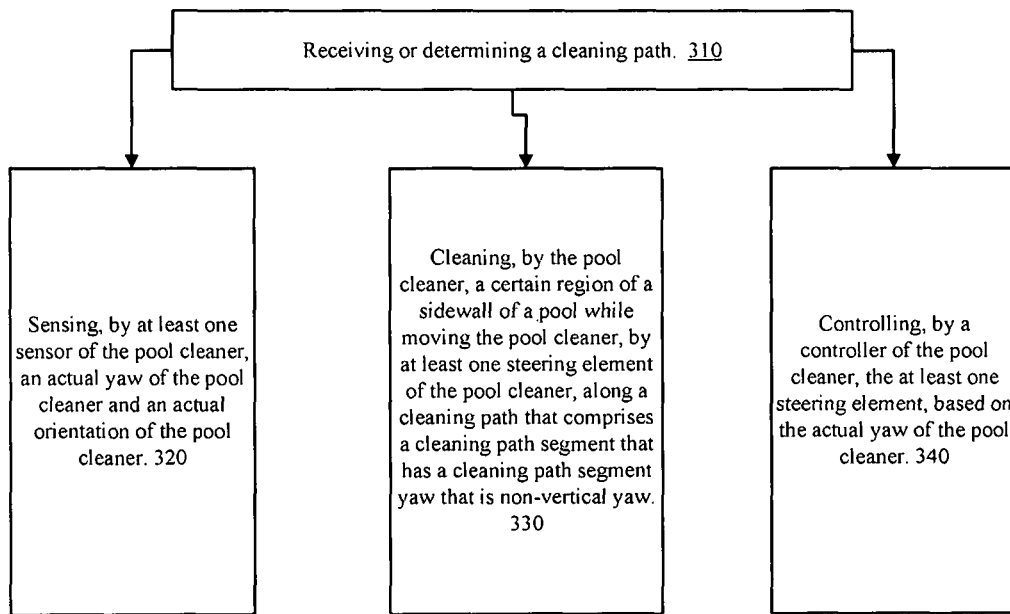 Receiving or determining a cleaning path. 310
Sensing, by at least one
sensor of the pool cleaner,
an actual yaw of the pool
cleaner and an actual
orientation of the pool
cleaner. 320
Cleaning, by the pool
cleaner, a certain region of a
sidewall of a pool while
moving the pool cleaner, by
at least one steering element
of the pool cleaner, along a
cleaning path that comprises
a cleaning path segment that
has a cleaning path segment
yaw that is non-vertical yaw.
330
Controlling, by a
controller of the pool
cleaner, the at least one
steering element, based on
the actual yaw of the pool
cleaner. 340